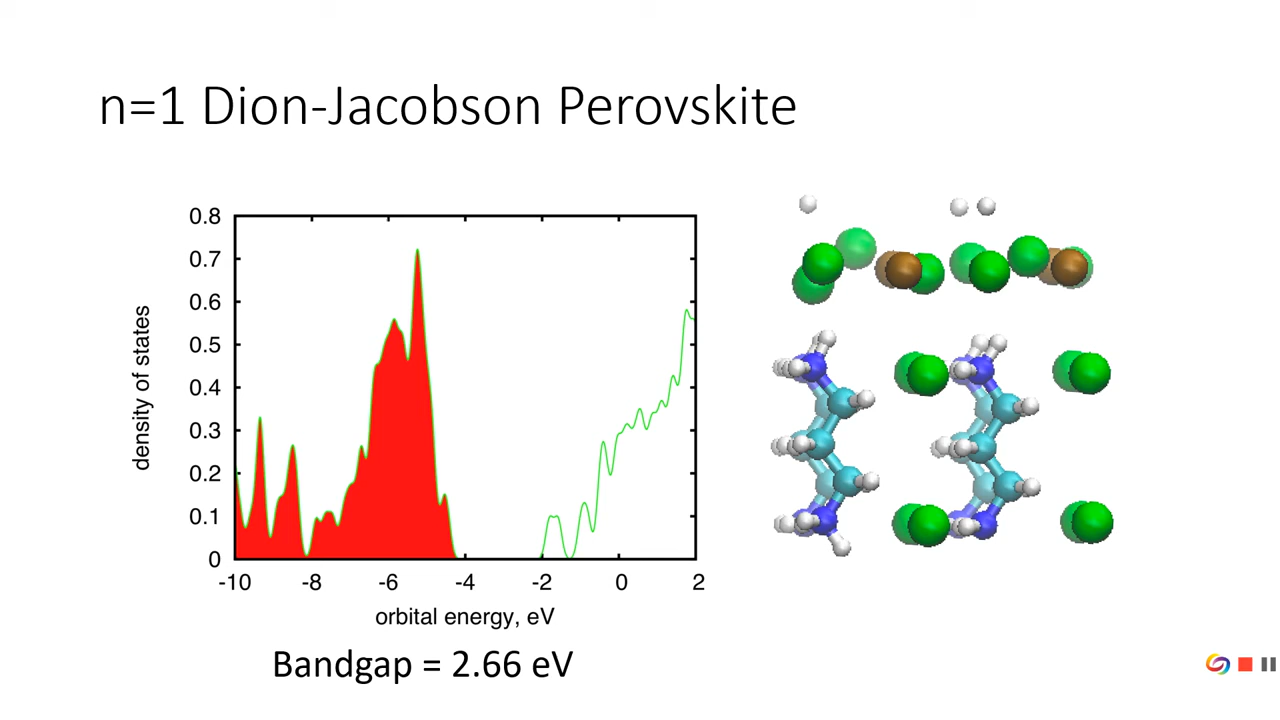 n=1 Dion-Jacobson Perovskite
0.8
0.7
0.6
0.5
0.4
0.3
0.2
0.1
0
density of states
-10 -8 -6 -4 -2 0 2
orbital energy, eV
Bandgap = 2.66 eV